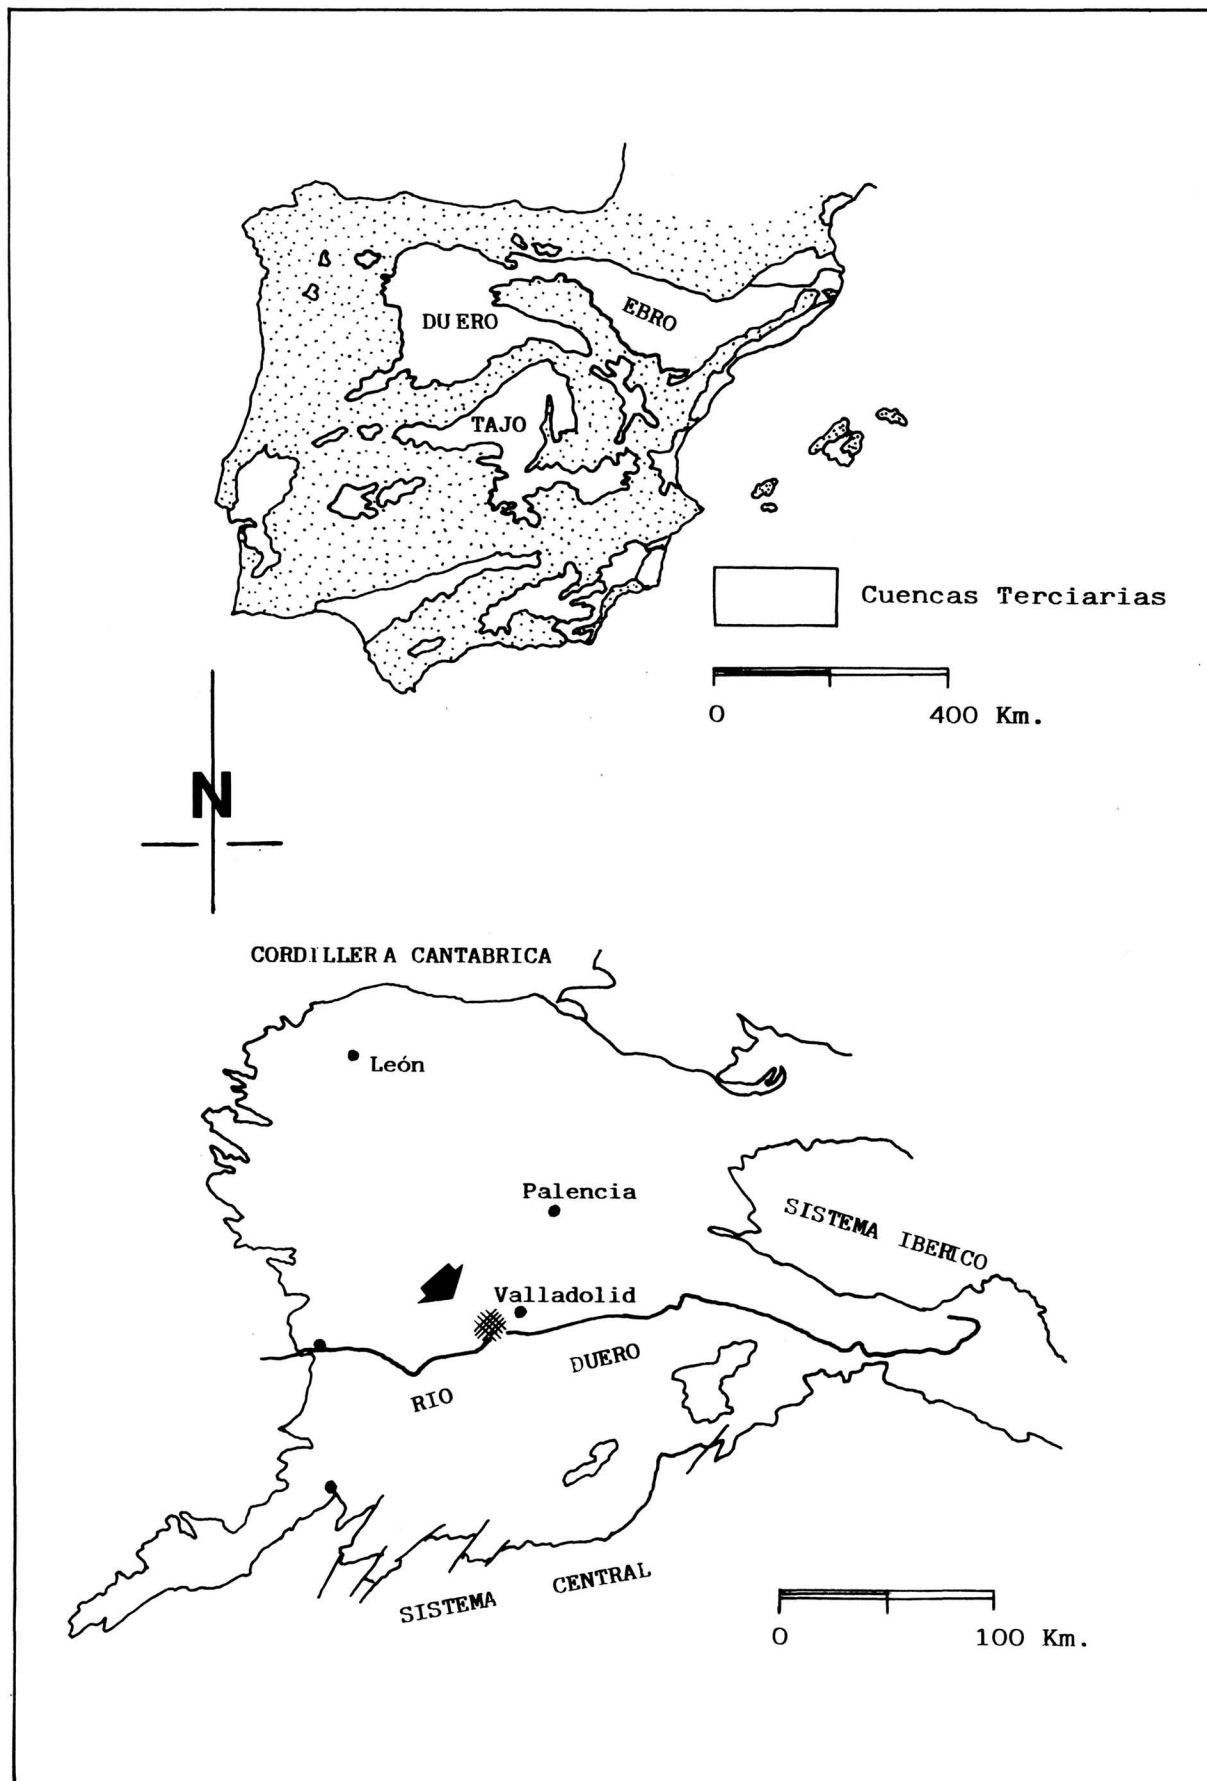 DUERO
EBRO
TAJO
Cuencas Terciarias
0 400 Km.
N
CORDILLERA CANTABRICA
León
Palencia
SISTEMA IBERICO
Valladolid
RIO DUERO
SISTEMA CENTRAL
0 100 Km.